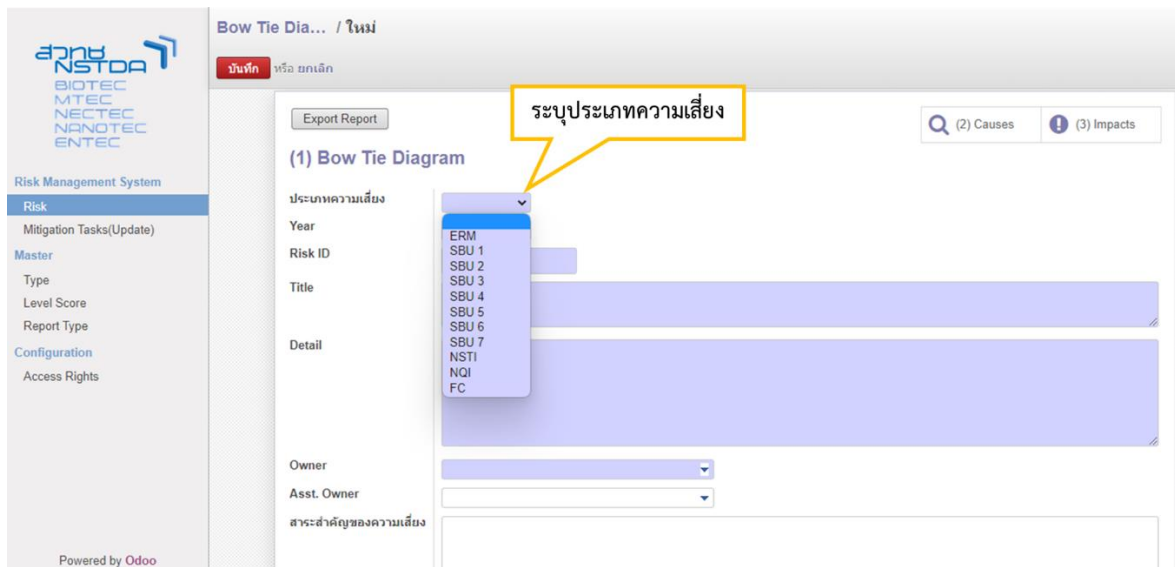 Bow Tie Dia... / ใหม่
สวทช
NSTDA
BIOTEC
MTEC
NECTEC
NANOTEC
ENTEC
บันทึก หรือ ยกเลิก
Risk Management System
Risk
Mitigation Tasks(Update)
Master
Type
Level Score
Report Type
Configuration
Access Rights
Powered by Odoo
Export Report
ระบุประเภทความเสี่ยง
(2) Causes
(3) Impacts
(1) Bow Tie Diagram
ประเภทความเสี่ยง
ERM
SBU 1
SBU 2
SBU 3
SBU 4
SBU 5
SBU 6
SBU 7
NSTI
NQI
FC
Year
Risk ID
Title
Detail
Owner
Asst. Owner
สาระสำคัญของความเสี่ยง